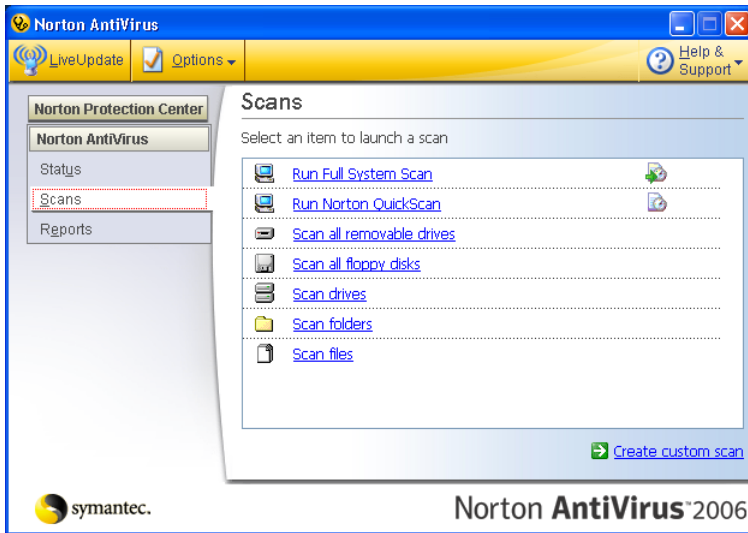 Norton AntiVirus
LiveUpdate Options Help & Support
Norton Protection Center
Norton AntiVirus
Status
Scans
Reports
Scans
Select an item to launch a scan
Run Full System Scan
Run Norton QuickScan
Scan all removable drives
Scan all floppy disks
Scan drives
Scan folders
Scan files
Create custom scan
symantec.
Norton AntiVirus™ 2006